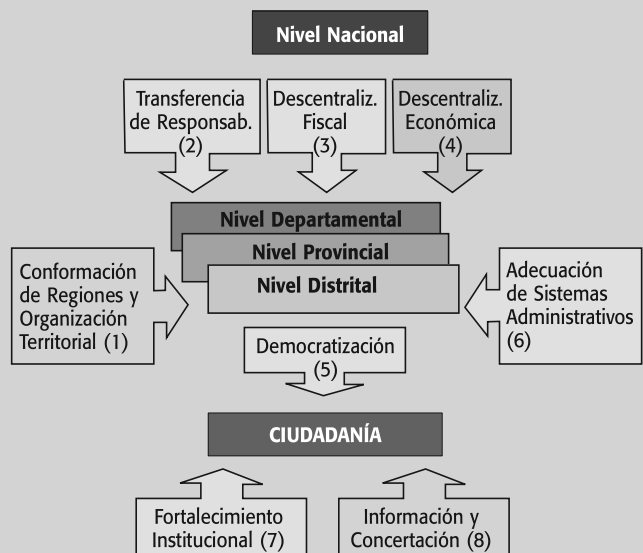 Nivel Nacional
Transferencia
de Responsab.
(2)
Descentraliz.
Fiscal
(3)
Descentraliz.
Económica
(4)
Nivel Departamental
Nivel Provincial
Nivel Distrital
Conformación
de Regiones y
Organización
Territorial (1)
Adecuación
de Sistemas
Administrativos
(6)
Democratización
(5)
CIUDADANÍA
Fortalecimiento
Institucional (7)
Información y
Concertación (8)